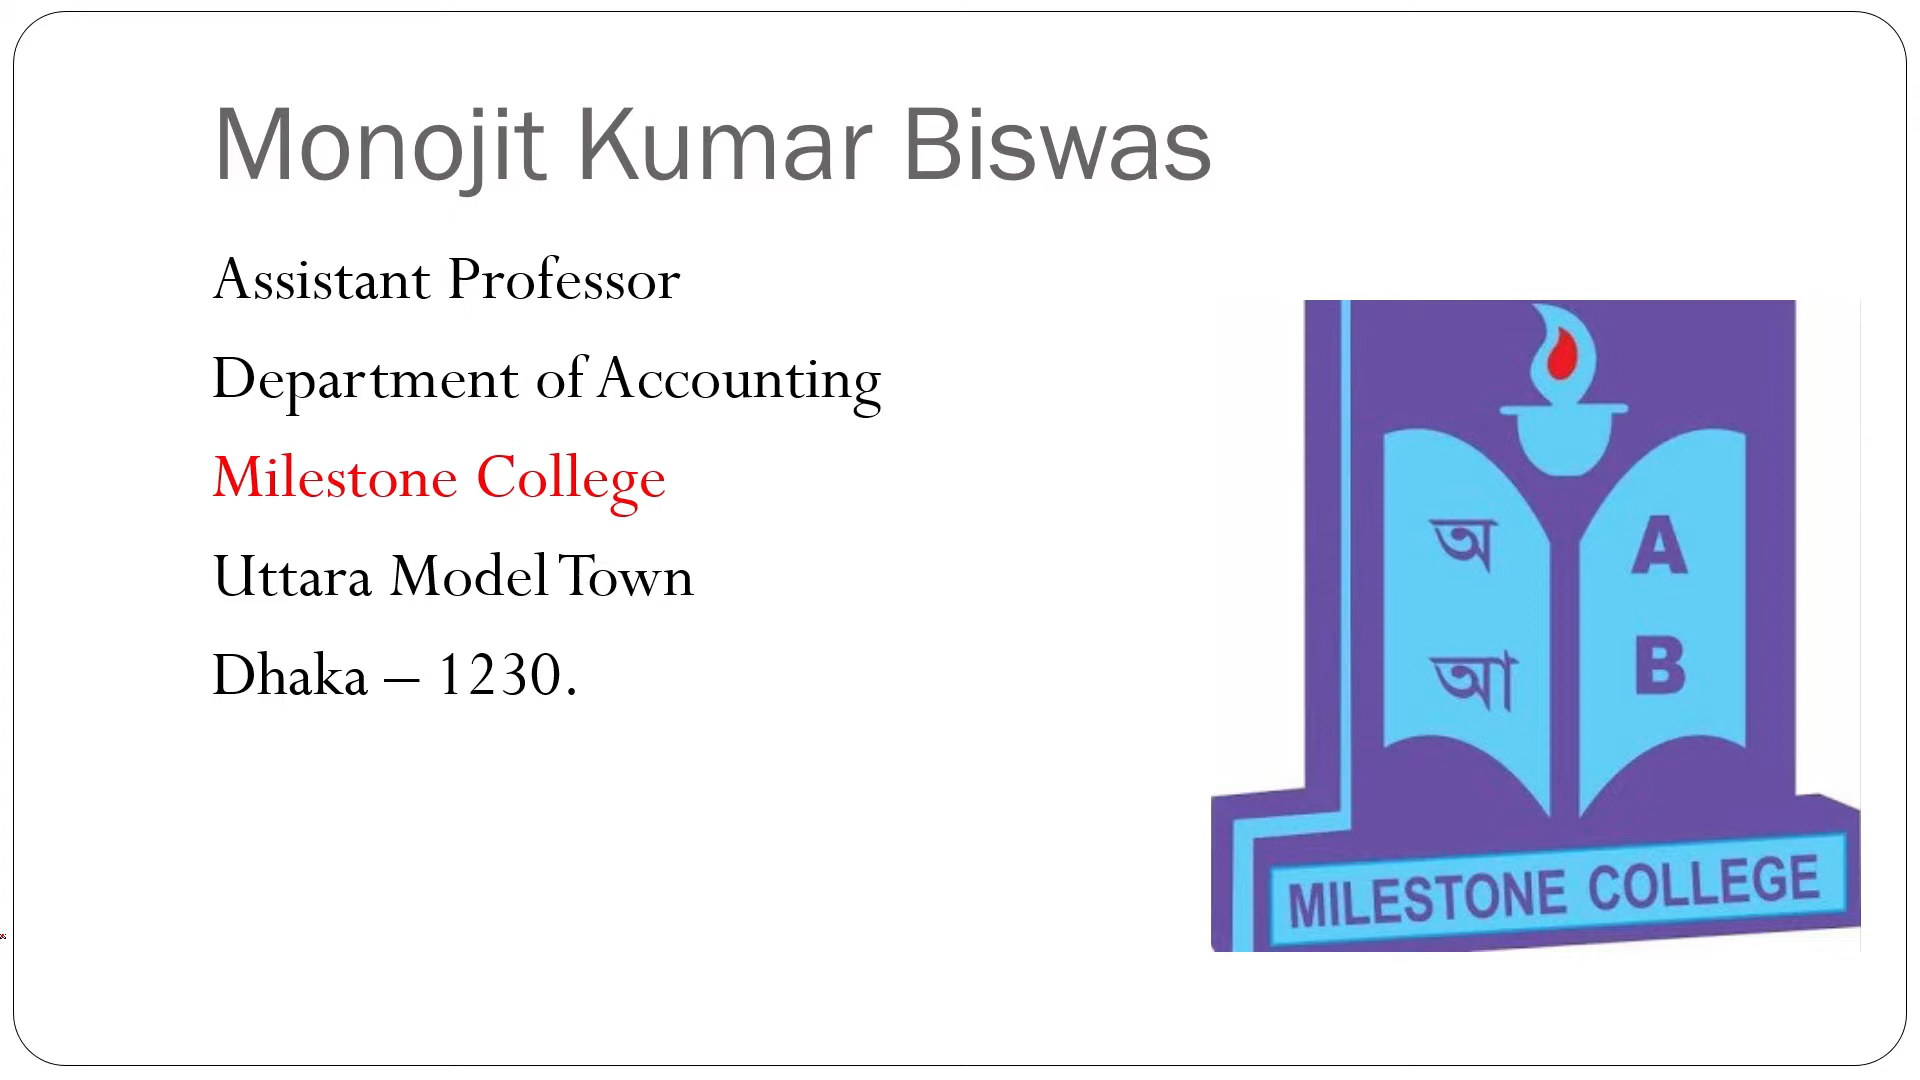 Monojit Kumar Biswas
Assistant Professor
Department of Accounting
Milestone College
Uttara Model Town
Dhaka – 1230.
অ A
আ B
MILESTONE COLLEGE